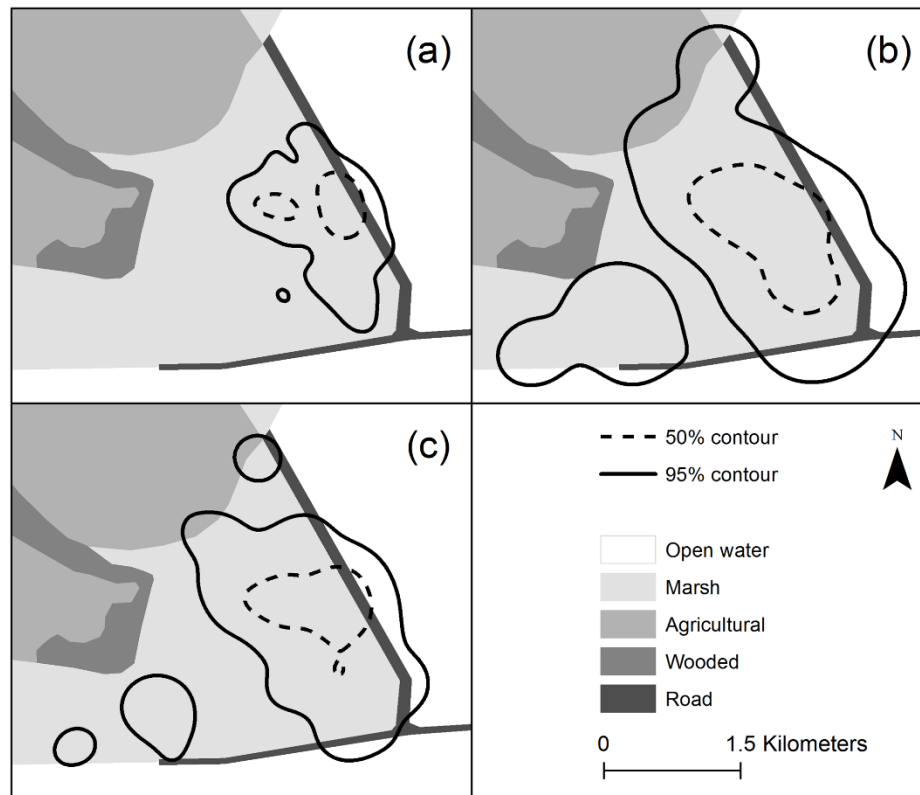 (a)
(b)
(c)
50% contour
95% contour
N
Open water
Marsh
Agricultural
Wooded
Road
0 1.5 Kilometers